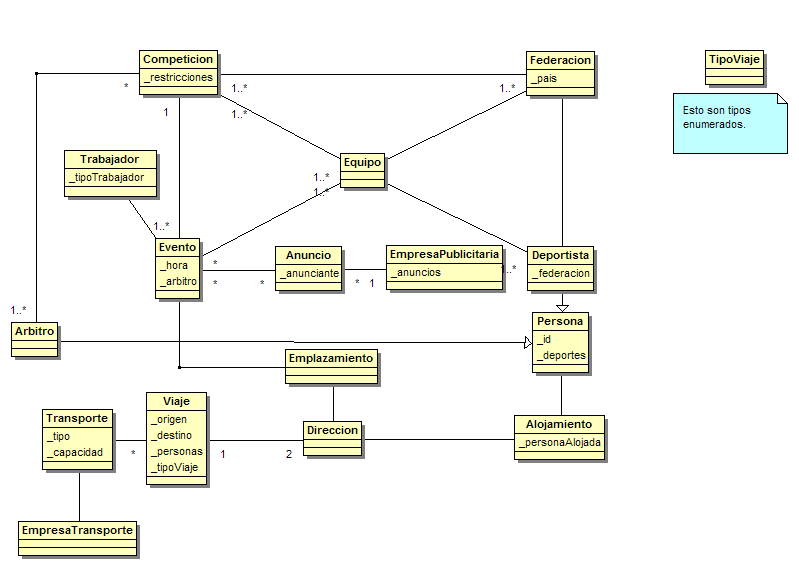 Competicion
_restricciones
Federacion
_pais
TipoViaje
Esto son tipos
enumerados.
*
1..*
1..*
1..*
1
Trabajador
_tipoTrabajador
Equipo
1..*
1..*
1..*
Evento
_hora
_arbitro
*
*
Anuncio
_anunciante
*
*
1
EmpresaPublicitaria
_anuncios
1..*
Deportista
_federacion
1..*
Arbitro
Persona
_id
_deportes
Emplazamiento
Viaje
_origen
_destino
_personas
_tipoViaje
Transporte
_tipo
_capacidad
*
1
2
Direccion
Alojamiento
_personaAlojada
EmpresaTransporte